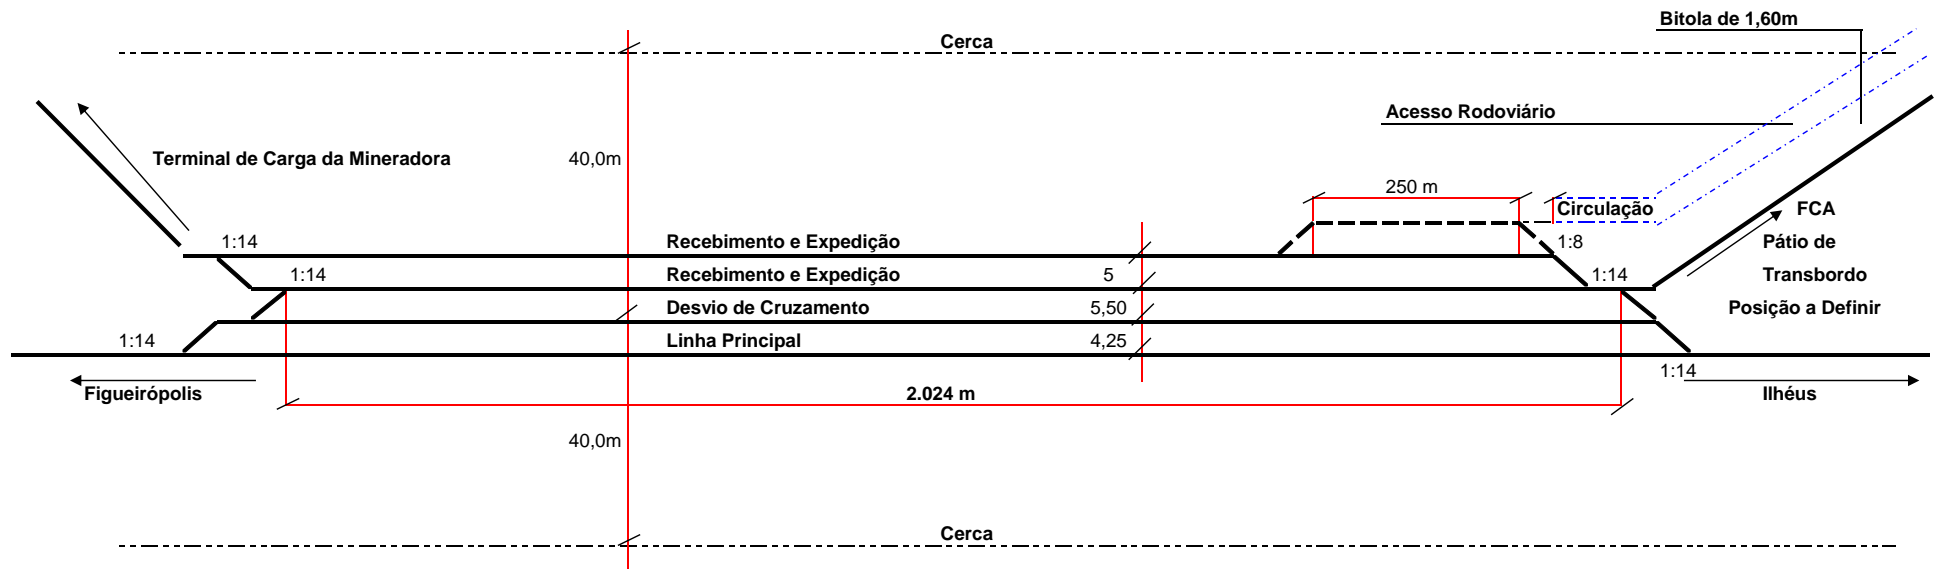 Bitola de 1,60m
Cerca
Acesso Rodoviário
Terminal de Carga da Mineradora
40,0m
250 m
Circulação
FCA
1:14
Recebimento e Expedição
1:8
Pátio de
1:14
Recebimento e Expedição
5
1:14
Transbordo
Desvio de Cruzamento
5,50
Posição a Definir
1:14
Linha Principal
4,25
1:14
Figueirópolis
2.024 m
Ilhéus
40,0m
Cerca